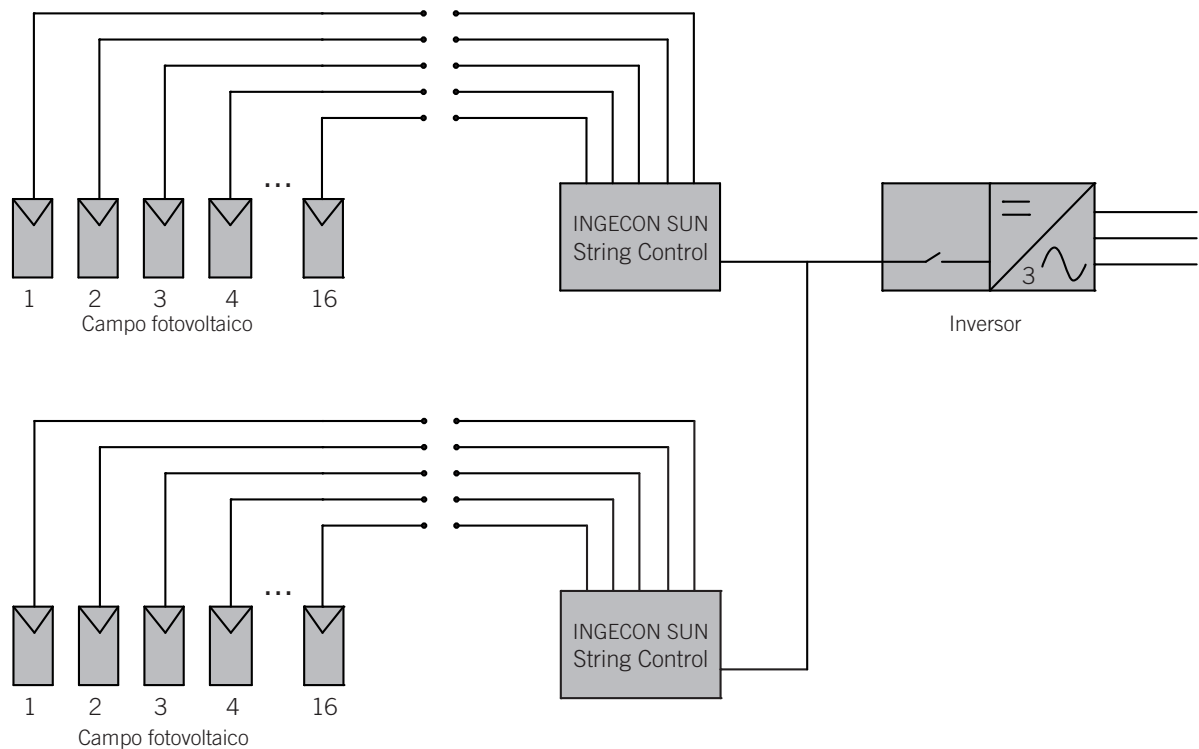 ...
INGECON SUN
String Control
3
1 2 3 4 16
Campo fotovoltaico
Inversor
...
INGECON SUN
String Control
1 2 3 4 16
Campo fotovoltaico